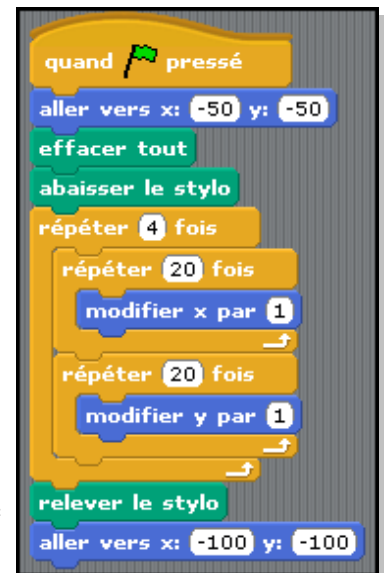 quand pressé
aller vers x: -50 y: -50
effacer tout
abaisser le stylo
répéter 4 fois
répéter 20 fois
modifier x par 1
répéter 20 fois
modifier y par 1
relever le stylo
aller vers x: -100 y: -100